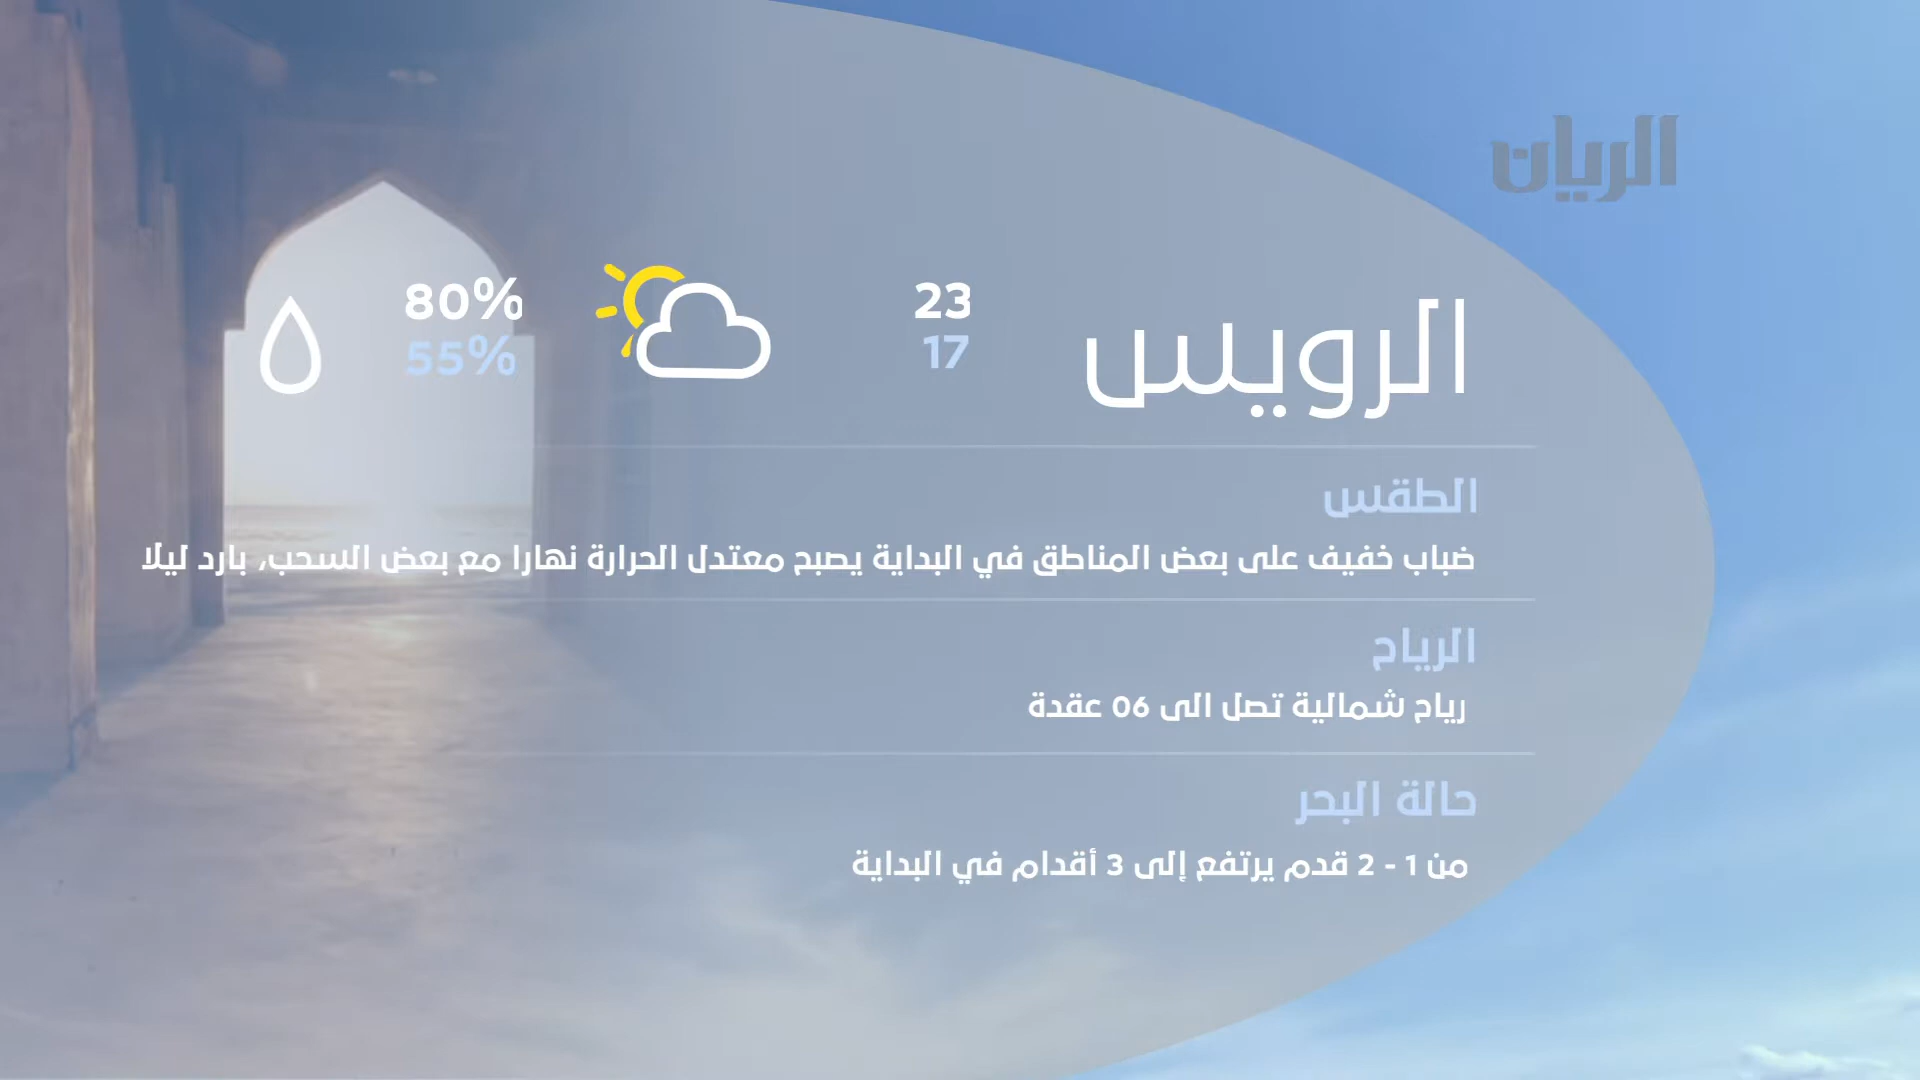 الريان
الرويس
23
17
80%
55%
الطقس
ضباب خفيف على بعض المناطق في البداية يصبح معتدل الحرارة نهارا مع بعض السحب، بارد ليلا
الرياح
رياح شمالية تصل الى 06 عقدة
حالة البحر
من 1 - 2 قدم يرتفع إلى 3 أقدام في البداية